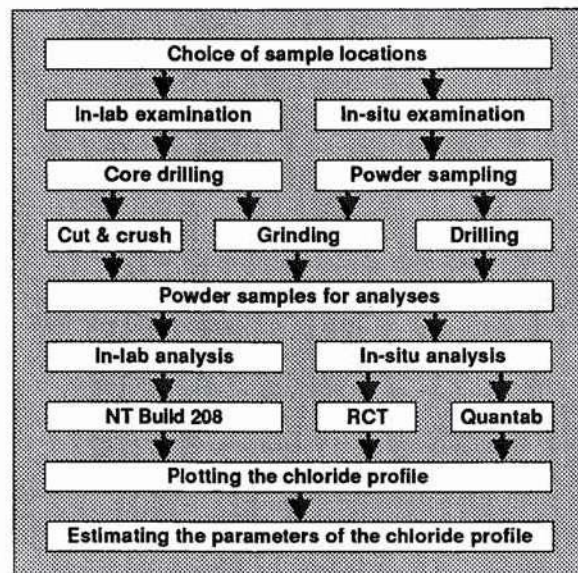 Choice of sample locations
In-lab examination
In-situ examination
Core drilling
Powder sampling
Cut & crush
Grinding
Drilling
Powder samples for analyses
In-lab analysis
In-situ analysis
NT Build 208
RCT
Quantab
Plotting the chloride profile
Estimating the parameters of the chloride profile